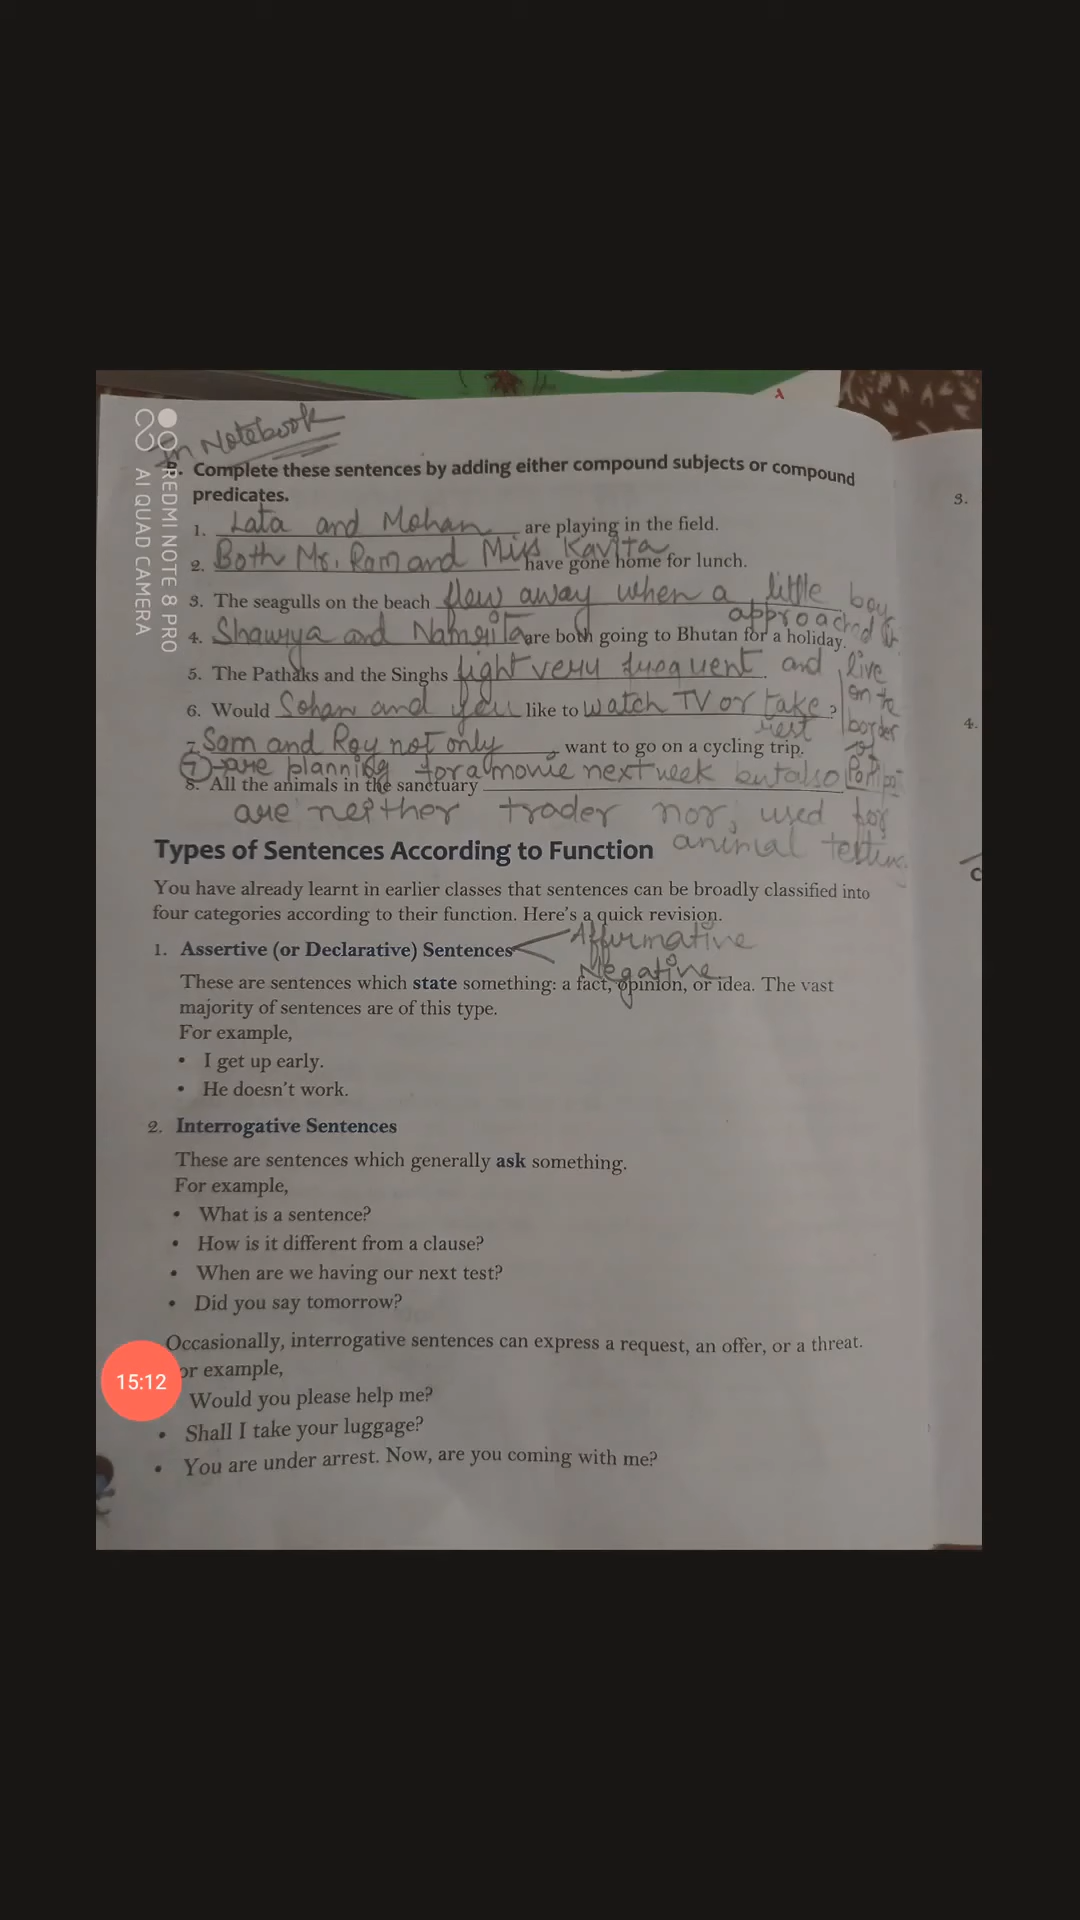 In Notebook
B. Complete these sentences by adding either compound subjects or compound
predicates.
1. Lata and Mohan are playing in the field.
2. Both Mr. Ram and Miss Kavita have gone home for lunch.
3. The seagulls on the beach flew away when a little boy
approached
4. and Namrita are both going to Bhutan for a holiday.
5. The Pathaks and the Singhs fight very frequent and live
on the
border
of
6. Would Sohan and you like to watch TV or take ?
rest
7. Sam and Roy not only, want to go on a cycling trip.
7 - are planning for a movie next week but also
8. All the animals in the sanctuary
are neither trader nor, used for
animal testing
Types of Sentences According to Function
You have already learnt in earlier classes that sentences can be broadly classified into
four categories according to their function. Here's a quick revision.
Affirmative
1. Assertive (or Declarative) Sentences
Negative
These are sentences which state something: a fact, opinion, or idea. The vast
majority of sentences are of this type.
For example,
• I get up early.
• He doesn't work.
2. Interrogative Sentences
These are sentences which generally ask something.
For example,
• What is a sentence?
• How is it different from a clause?
• When are we having our next test?
• Did you say tomorrow?
Occasionally, interrogative sentences can express a request, an offer, or a threat.
or example,
Would you please help me?
• Shall I take your luggage?
• You are under arrest. Now, are you coming with me?
3.
4.
15:12
REDMI NOTE 8 PRO
AI QUAD CAMERA